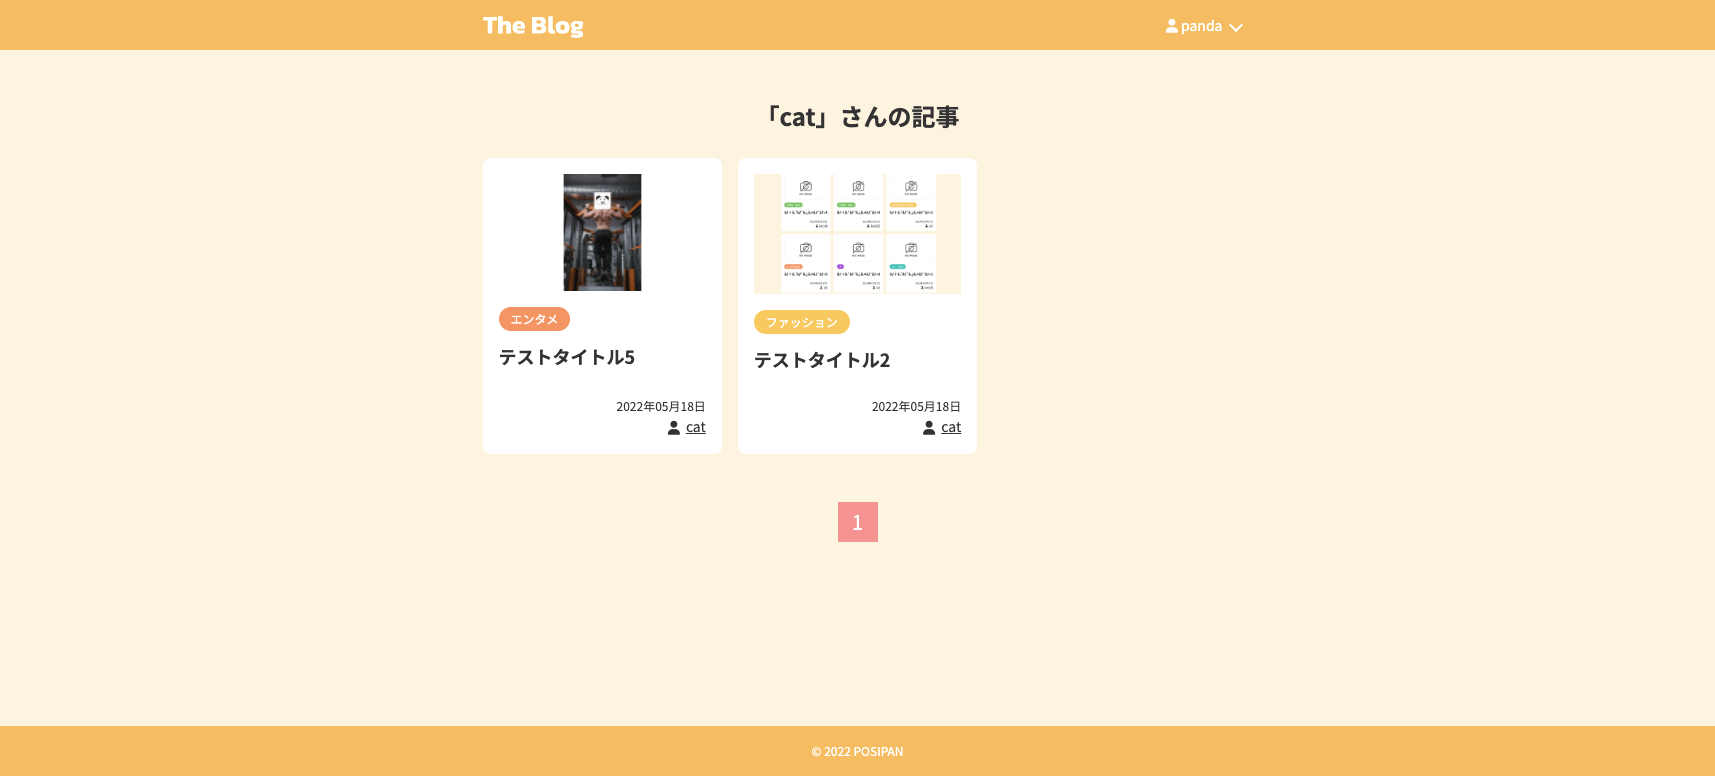 The Blog
panda
「cat」さんの記事
エンタメ
テストタイトル5
2022年05月18日
cat
ファッション
テストタイトル2
2022年05月18日
cat
1
© 2022 POSIPAN